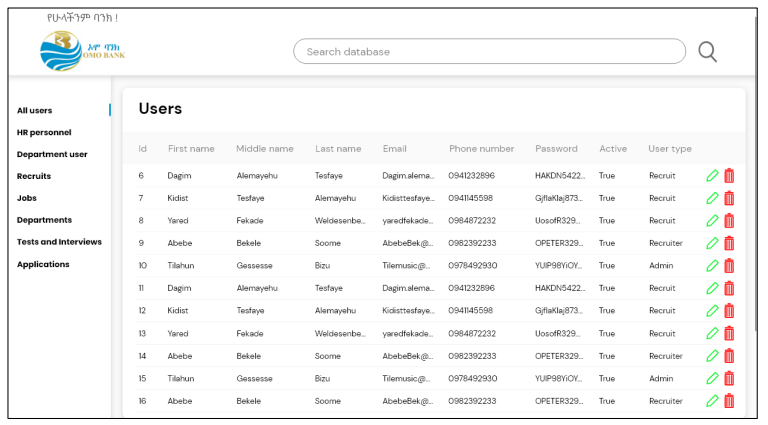 የሁላችንም ባንክ !
ኦሞ ባንክ
OMO BANK
Search database
All users
HR personnel
Department user
Recruits
Jobs
Departments
Tests and Interviews
Applications
Users
Id First name Middle name Last name Email Phone number Password Active User type
6 Dagim Alemayehu Tesfaye Dagim.alema... 0941232896 HAKDN5422... True Recruit
7 Kidist Tesfaye Alemayehu Kidisttesfaye... 0941145598 GjflaKlaj873... True Recruit
8 Yared Fekade Weldesenbe... yaredfekade... 0984872232 UosofR329... True Recruit
9 Abebe Bekele Soome AbebeBek@... 0982392233 OPETER329... True Recruiter
10 Tilahun Gessesse Bizu Tilemusic@... 0978492930 YUIP98YiOY... True Admin
11 Dagim Alemayehu Tesfaye Dagim.alema... 0941232896 HAKDN5422... True Recruit
12 Kidist Tesfaye Alemayehu Kidisttesfaye... 0941145598 GjflaKlaj873... True Recruit
13 Yared Fekade Weldesenbe... yaredfekade... 0984872232 UosofR329... True Recruit
14 Abebe Bekele Soome AbebeBek@... 0982392233 OPETER329... True Recruiter
15 Tilahun Gessesse Bizu Tilemusic@... 0978492930 YUIP98YiOY... True Admin
16 Abebe Bekele Soome AbebeBek@... 0982392233 OPETER329... True Recruiter